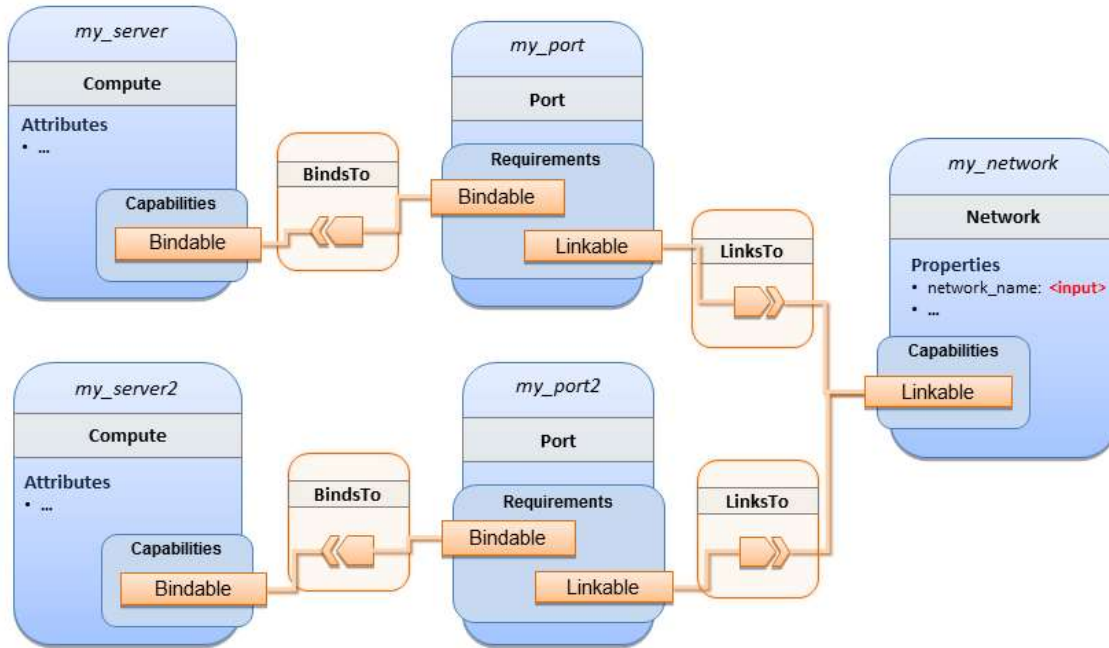 my_server
Compute
Attributes
• ...
Capabilities
Bindable
BindsTo
my_port
Port
Requirements
Bindable
Linkable
LinksTo
my_network
Network
Properties
• network_name: <input>
• ...
Capabilities
Linkable
my_server2
Compute
Attributes
• ...
Capabilities
Bindable
BindsTo
my_port2
Port
Requirements
Bindable
Linkable
LinksTo